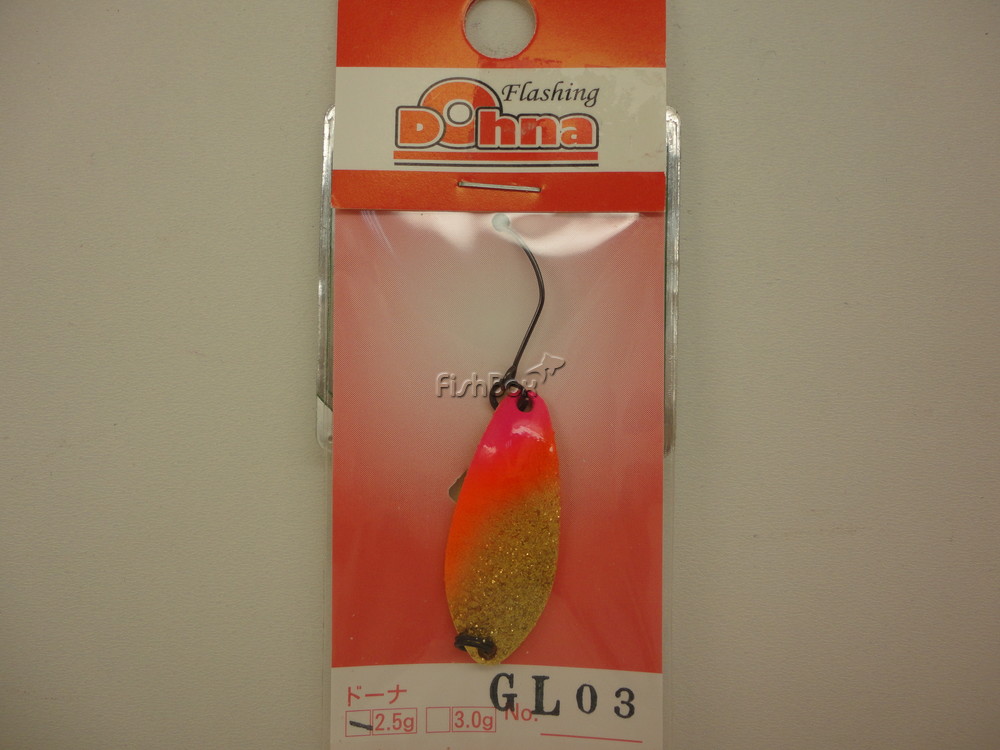 Flashing
Dohna
FishBox
ドーナ
2.5g 3.0g No. GL03